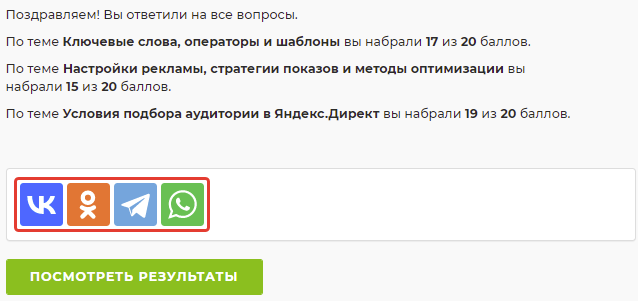 Поздравляем! Вы ответили на все вопросы.
По теме Ключевые слова, операторы и шаблоны вы набрали 17 из 20 баллов.
По теме Настройки рекламы, стратегии показов и методы оптимизации вы
набрали 15 из 20 баллов.
По теме Условия подбора аудитории в Яндекс.Директ вы набрали 19 из 20 баллов.
ПОСМОТРЕТЬ РЕЗУЛЬТАТЫ